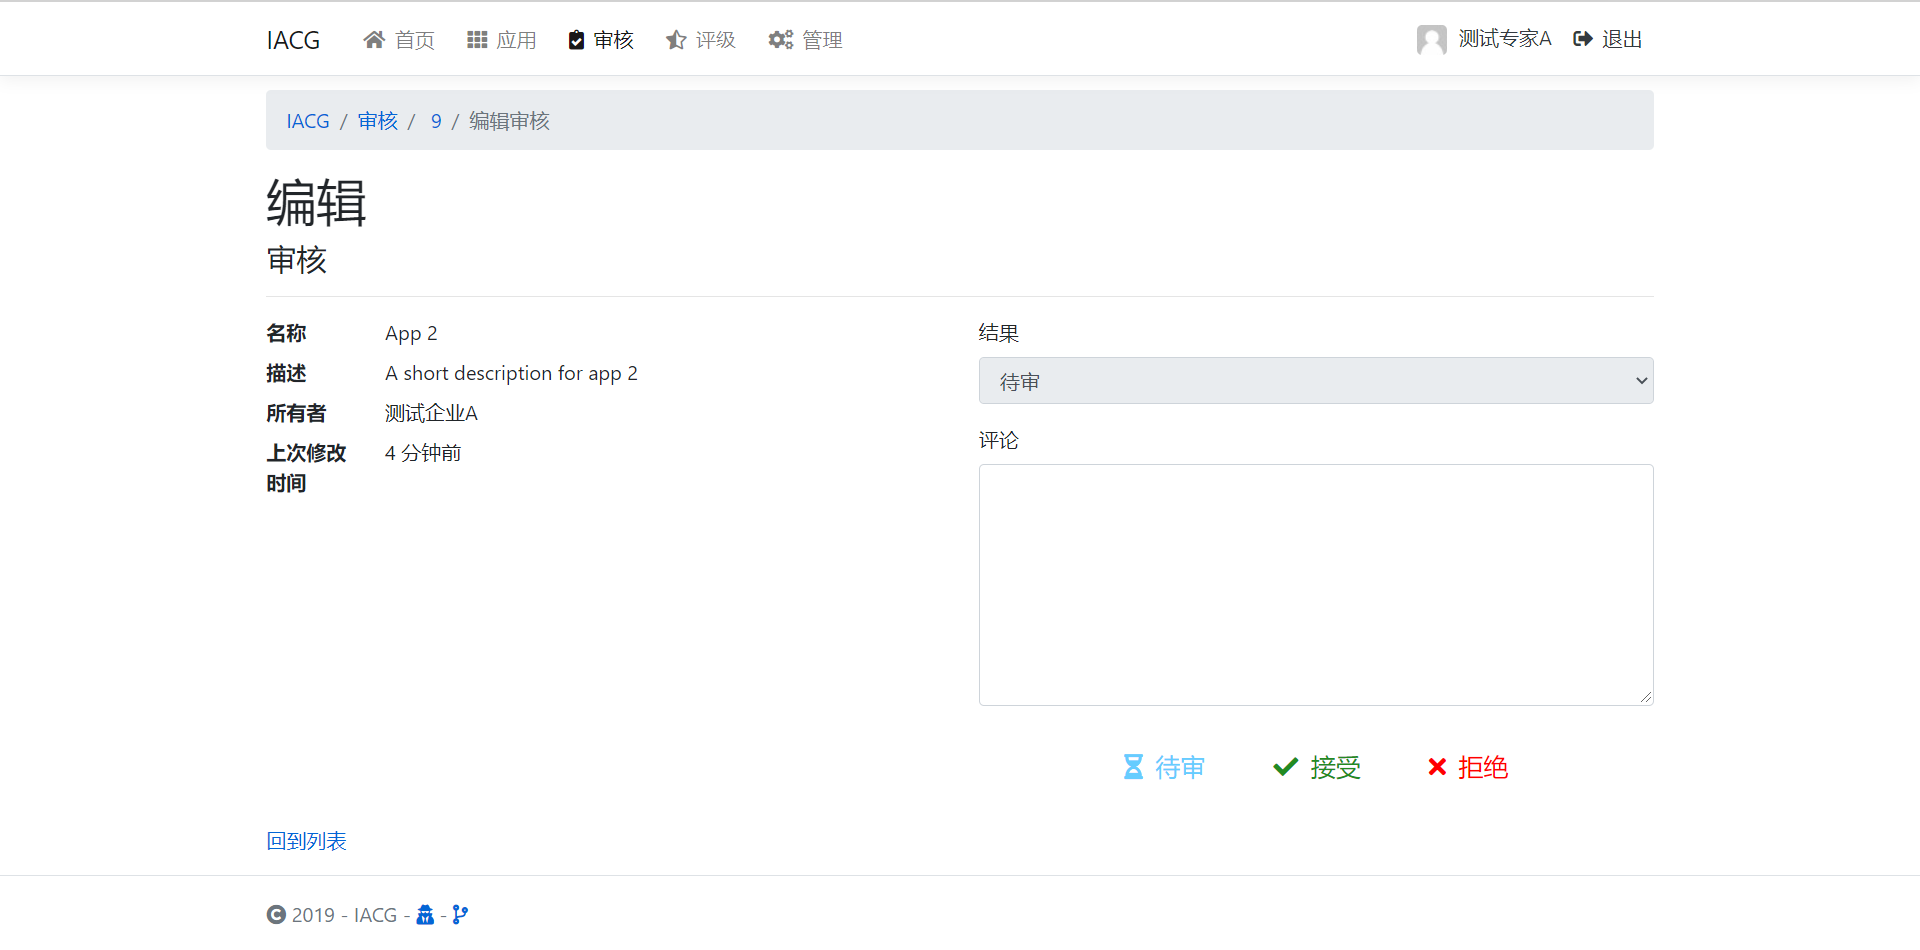 IACG 首页 应用 审核 评级 管理 测试专家A 退出
IACG / 审核 / 9 / 编辑审核
编辑
审核
名称 App 2
描述 A short description for app 2
所有者 测试企业A
上次修改时间 4 分钟前
结果
待审
评论
待审 接受 拒绝
回到列表
© 2019 - IACG - -